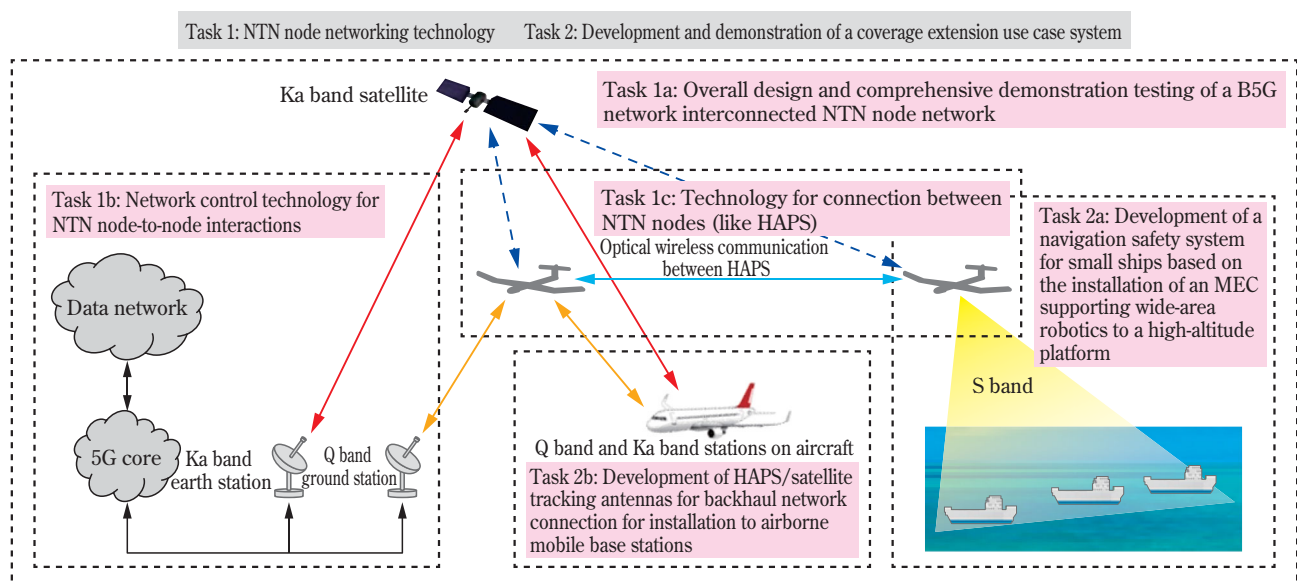 Task 1: NTN node networking technology
Task 2: Development and demonstration of a coverage extension use case system
Ka band satellite
Task 1a: Overall design and comprehensive demonstration testing of a B5G
network interconnected NTN node network
Task 1b: Network control technology for
NTN node-to-node interactions
Task 1c: Technology for connection between
NTN nodes (like HAPS)
Optical wireless communication
between HAPS
Task 2a: Development of a
navigation safety system
for small ships based on
the installation of an MEC
supporting wide-area
robotics to a high-altitude
platform
Data network
S band
5G core
Ka band
earth station
Q band
ground station
Q band and Ka band stations on aircraft
Task 2b: Development of HAPS/satellite
tracking antennas for backhaul network
connection for installation to airborne
mobile base stations